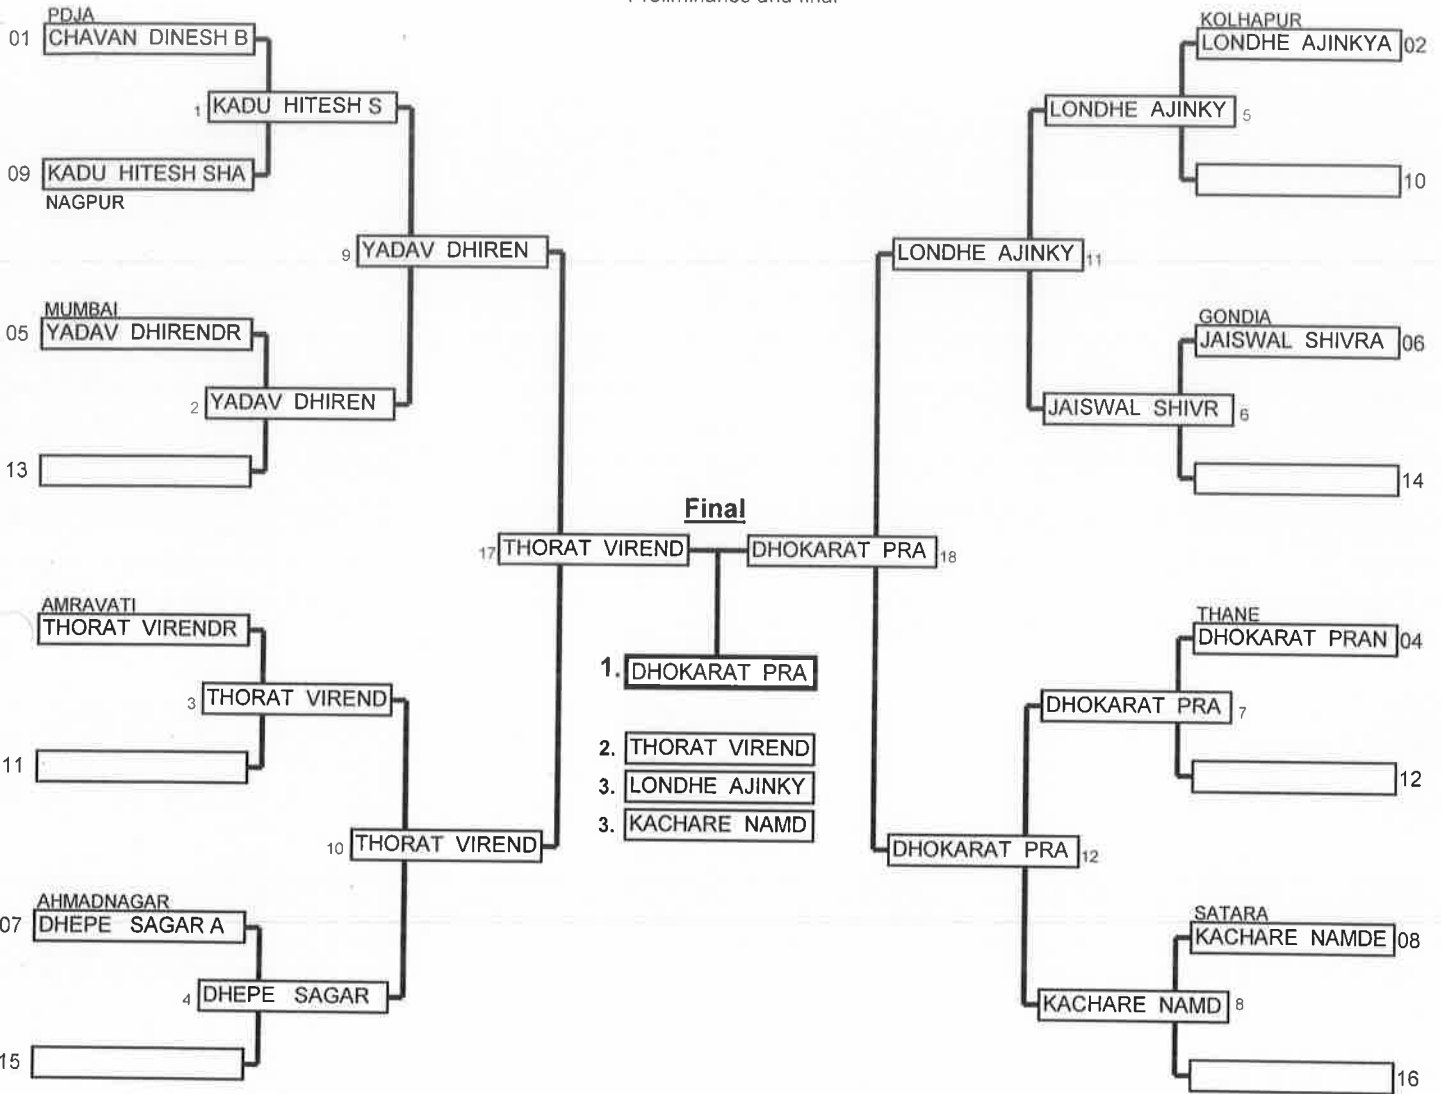 Preliminaries and final
PDJA
01 CHAVAN DINESH B
1 KADU HITESH S
09 KADU HITESH SHA
NAGPUR
9 YADAV DHIREN
MUMBAI
05 YADAV DHIRENDR
2 YADAV DHIREN
13
17 THORAT VIREND
AMRAVATI
THORAT VIRENDR
3 THORAT VIREND
11
10 THORAT VIREND
AHMADNAGAR
07 DHEPE SAGAR A
4 DHEPE SAGAR
15
Final
1. DHOKARAT PRA
2. THORAT VIREND
3. LONDHE AJINKY
3. KACHARE NAMD
KOLHAPUR
LONDHE AJINKYA 02
LONDHE AJINKY 5
10
LONDHE AJINKY 11
GONDIA
JAISWAL SHIVRA 06
JAISWAL SHIVR 6
14
DHOKARAT PRA 18
THANE
DHOKARAT PRAN 04
DHOKARAT PRA 7
12
DHOKARAT PRA 12
SATARA
KACHARE NAMDE 08
KACHARE NAMD 8
16